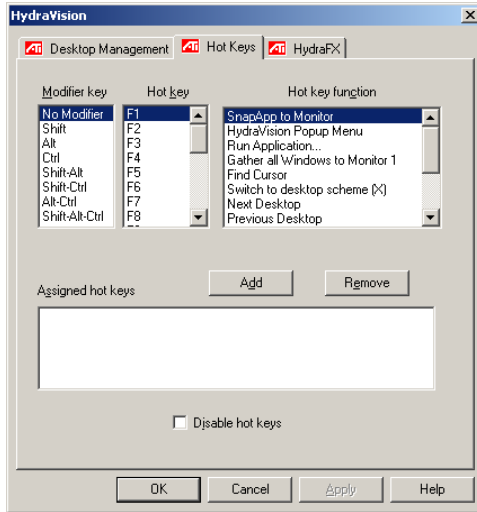 HydraVision
ATI Desktop Management ATI Hot Keys ATI HydraFX
Modifier key
No Modifier
Shift
Alt
Ctrl
Shift-Alt
Shift-Ctrl
Alt-Ctrl
Shift-Alt-Ctrl
Hot key
F1
F2
F3
F4
F5
F6
F7
F8
Hot key function
SnapApp to Monitor
HydraVision Popup Menu
Run Application...
Gather all Windows to Monitor 1
Find Cursor
Switch to desktop scheme (X)
Next Desktop
Previous Desktop
Assigned hot keys
Add Remove
Disable hot keys
OK Cancel Apply Help